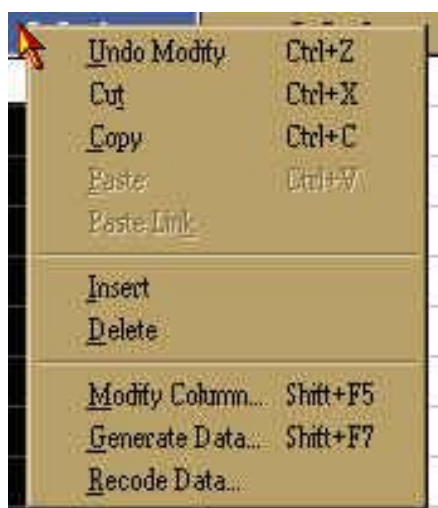 Undo Modify Ctrl+Z
Cut Ctrl+X
Copy Ctrl+C
Paste Ctrl+V
Paste Link
Insert
Delete
Modify Column... Shift+F5
Generate Data... Shift+F7
Recode Data...